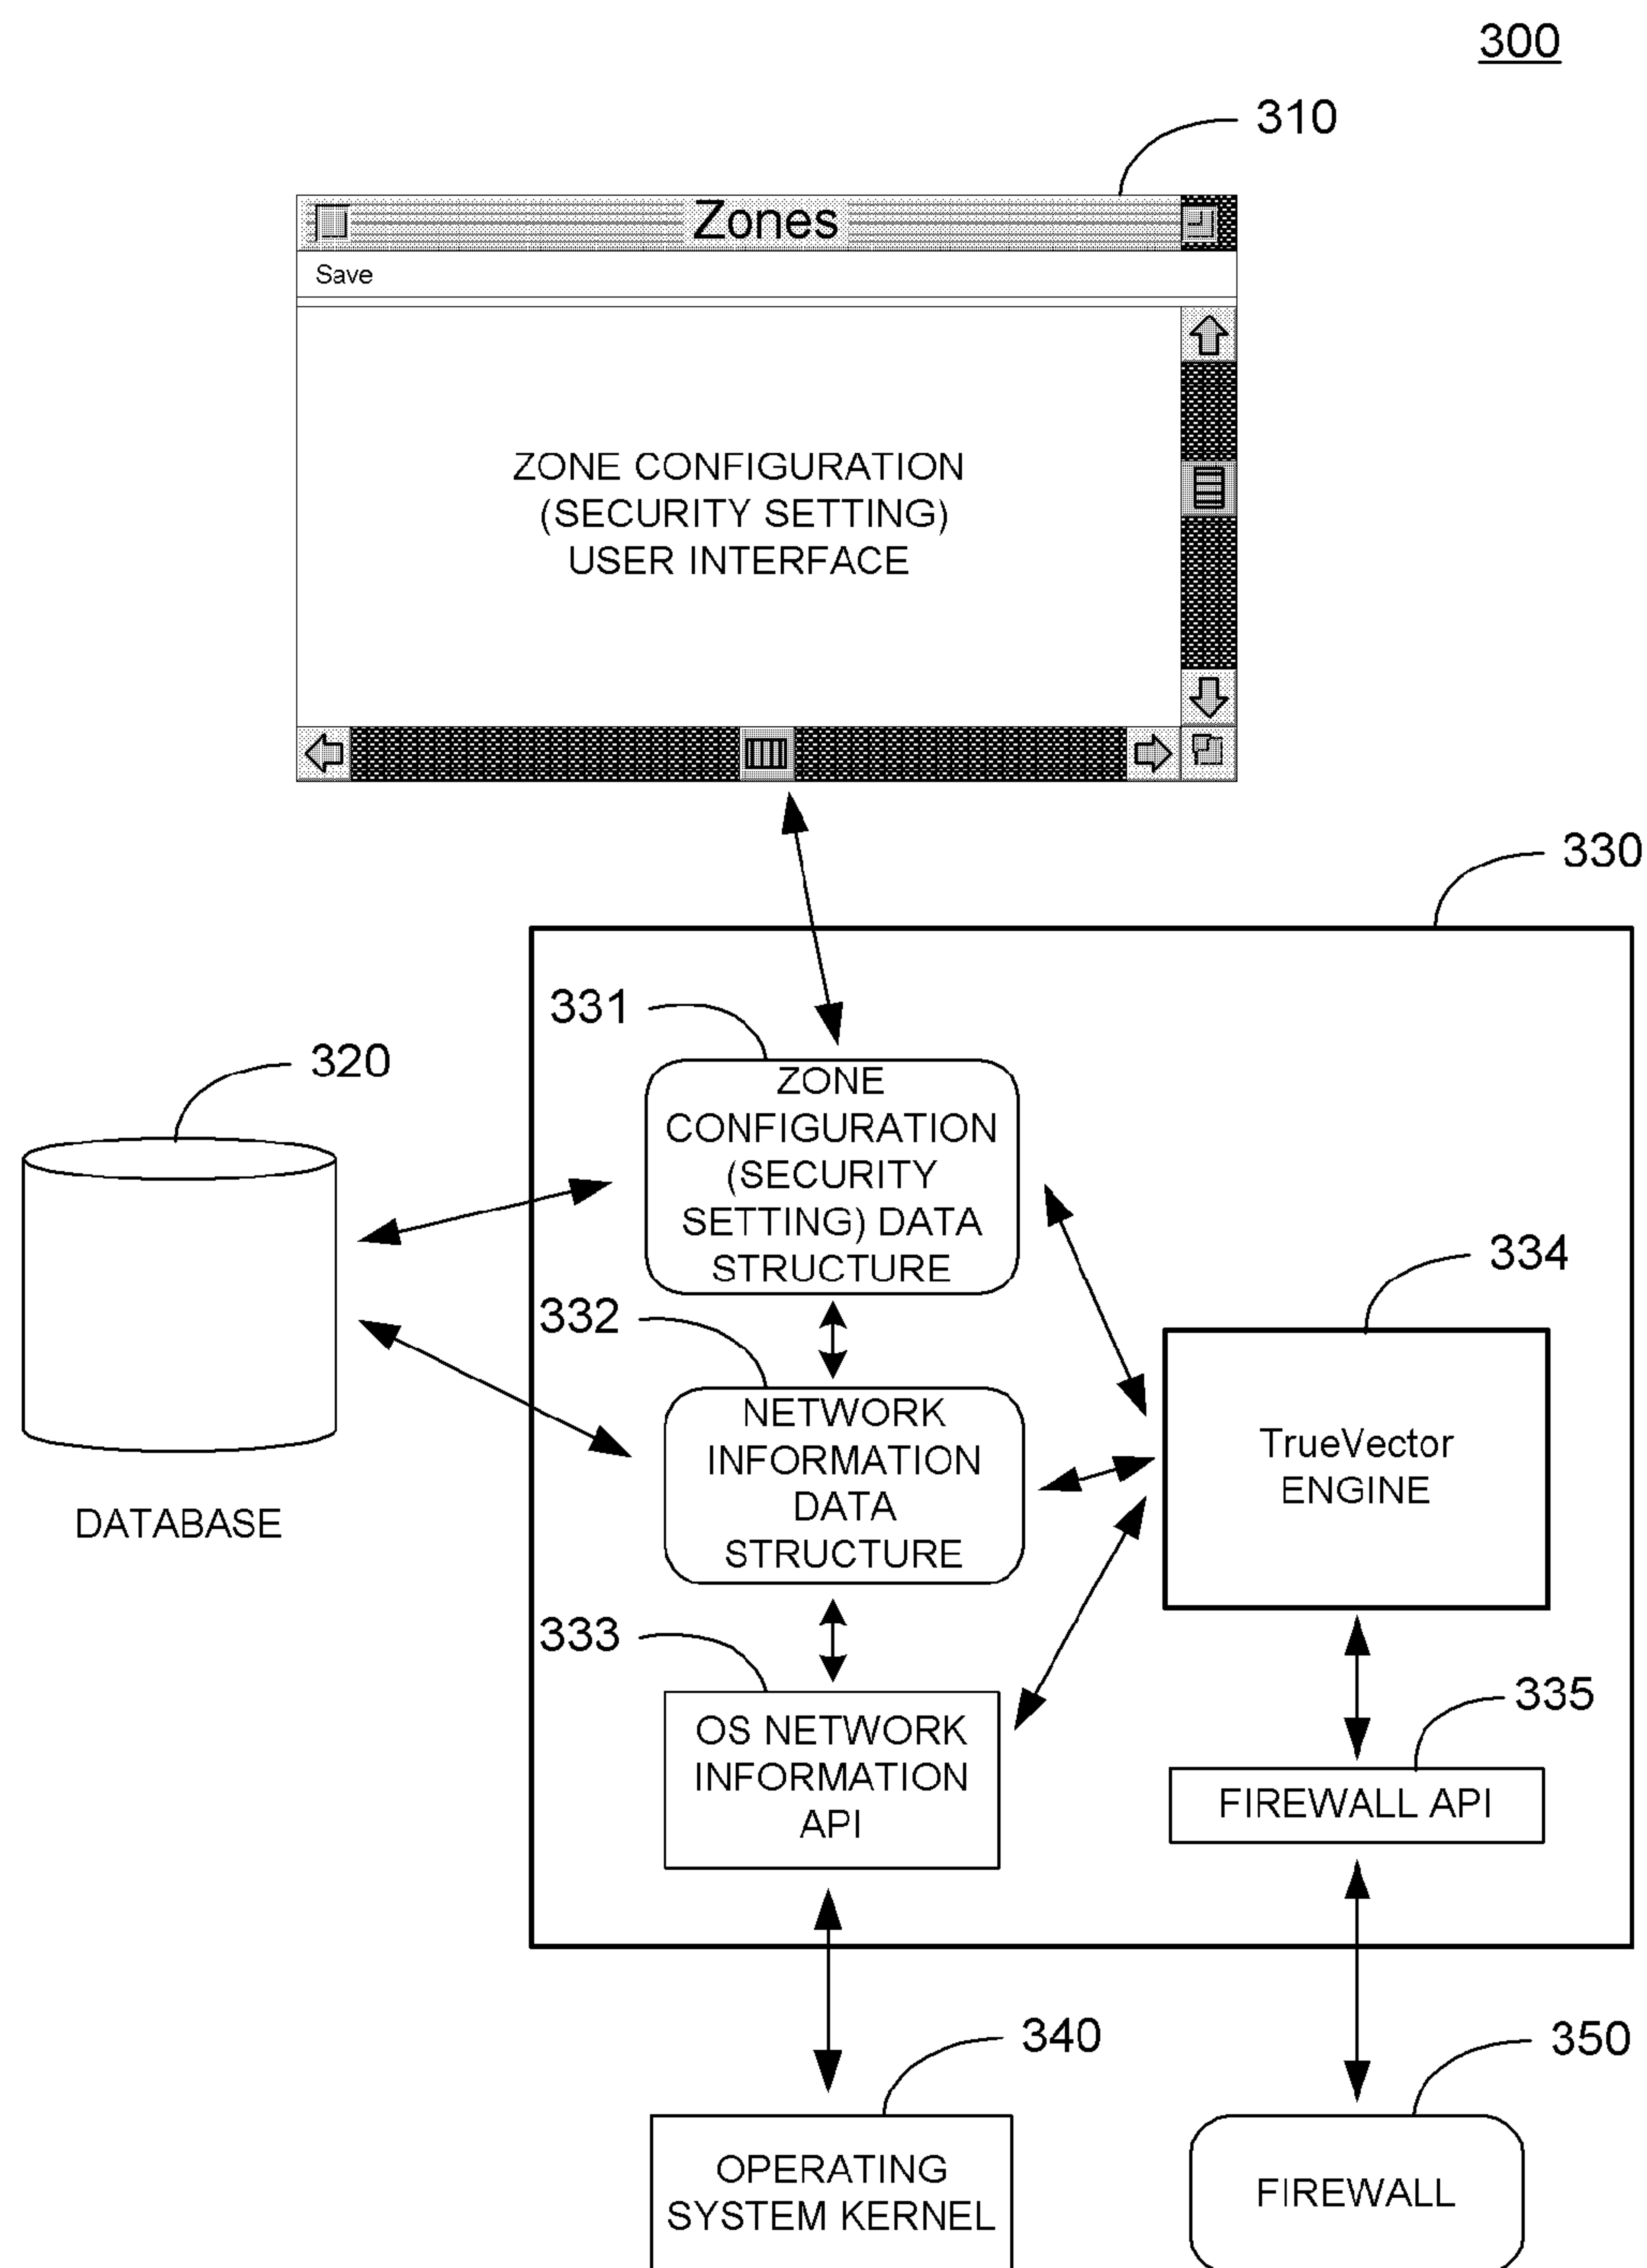 300
310
Zones
Save
ZONE CONFIGURATION
(SECURITY SETTING)
USER INTERFACE
330
331
320
ZONE
CONFIGURATION
(SECURITY
SETTING) DATA
STRUCTURE
334
332
NETWORK
INFORMATION
DATA
STRUCTURE
TrueVector
ENGINE
DATABASE
333
335
OS NETWORK
INFORMATION
API
FIREWALL API
340
350
OPERATING
SYSTEM KERNEL
FIREWALL